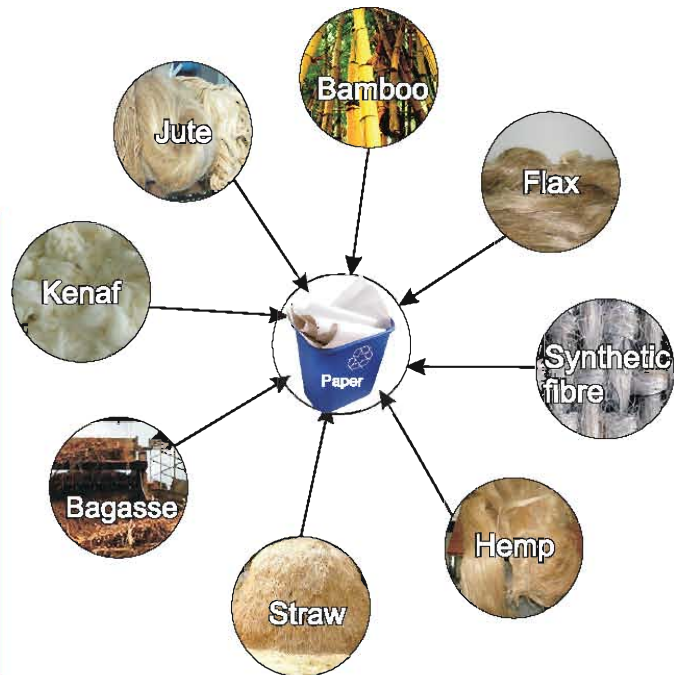 Bamboo
Jute
Flax
Kenaf
Synthetic
fibre
Paper
Bagasse
Hemp
Straw